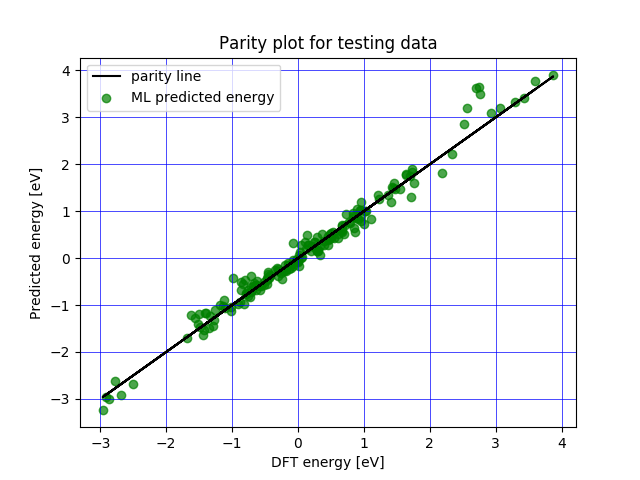 Parity plot for testing data
parity line
ML predicted energy
4
3
2
1
0
−1
−2
−3
Predicted energy [eV]
−3 −2 −1 0 1 2 3 4
DFT energy [eV]